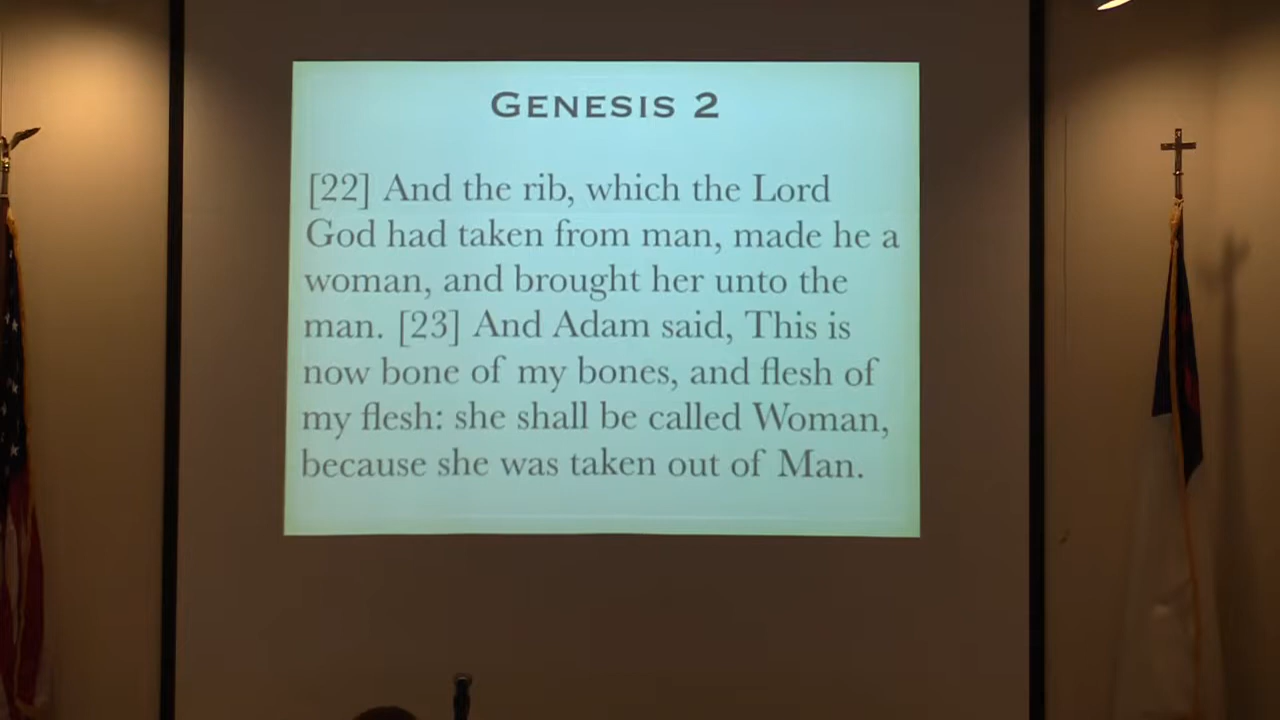 GENESIS 2
[22] And the rib, which the Lord
God had taken from man, made he a
woman, and brought her unto the
man. [23] And Adam said, This is
now bone of my bones, and flesh of
my flesh: she shall be called Woman,
because she was taken out of Man.